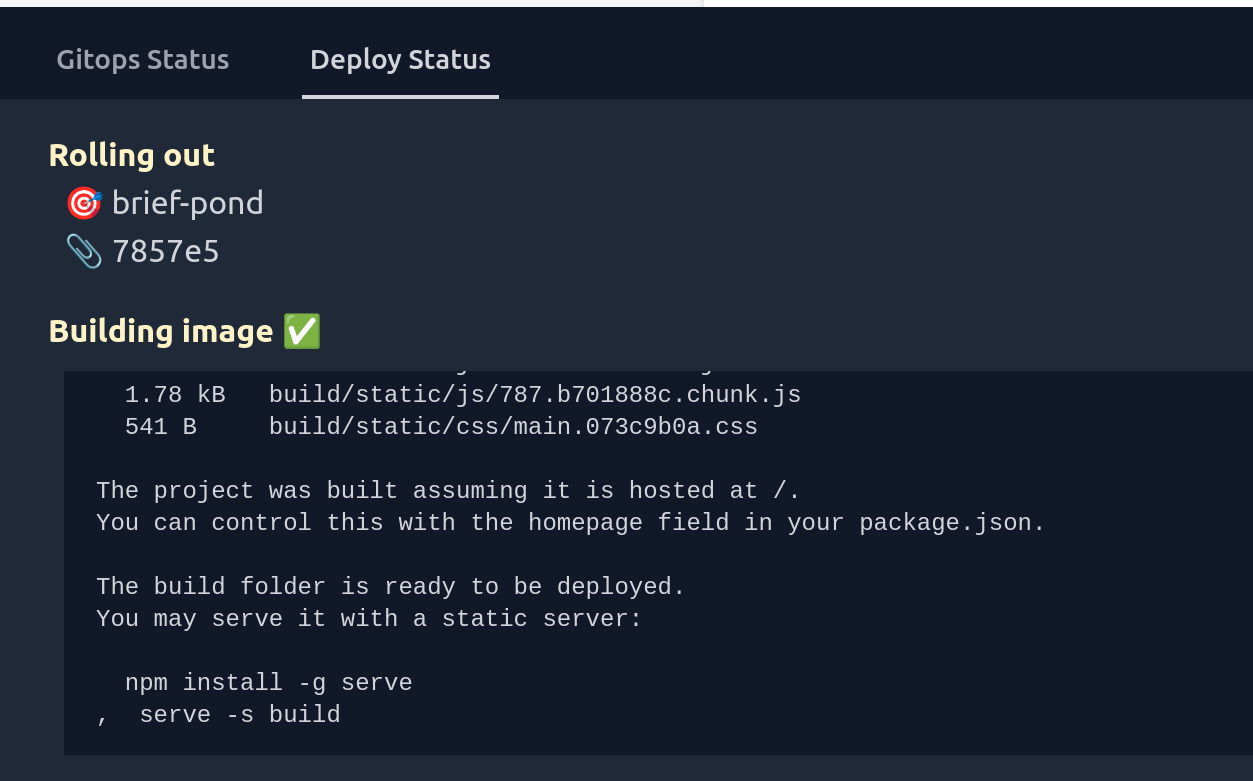 Gitops Status Deploy Status
Rolling out
🎯 brief-pond
📎 7857e5
Building image ✅
1.78 kB build/static/js/787.b701888c.chunk.js
541 B build/static/css/main.073c9b0a.css
The project was built assuming it is hosted at /.
You can control this with the homepage field in your package.json.
The build folder is ready to be deployed.
You may serve it with a static server:
npm install -g serve
, serve -s build